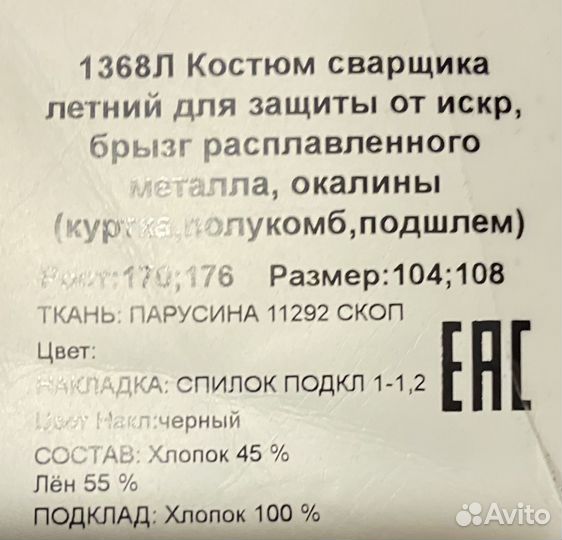 1368Л Костюм сварщика
летний для защиты от искр,
брызг расплавленного
металла, окалины
(куртка,полукомб,подшлем)
Рост:170;176 Размер:104;108
ТКАНЬ: ПАРУСИНА 11292 СКОП
Цвет:
НАКЛАДКА: СПИЛОК ПОДКЛ 1-1,2
Цвет Накл:черный
СОСТАВ: Хлопок 45 %
Лён 55 %
ПОДКЛАД: Хлопок 100 %
EAC
Avito